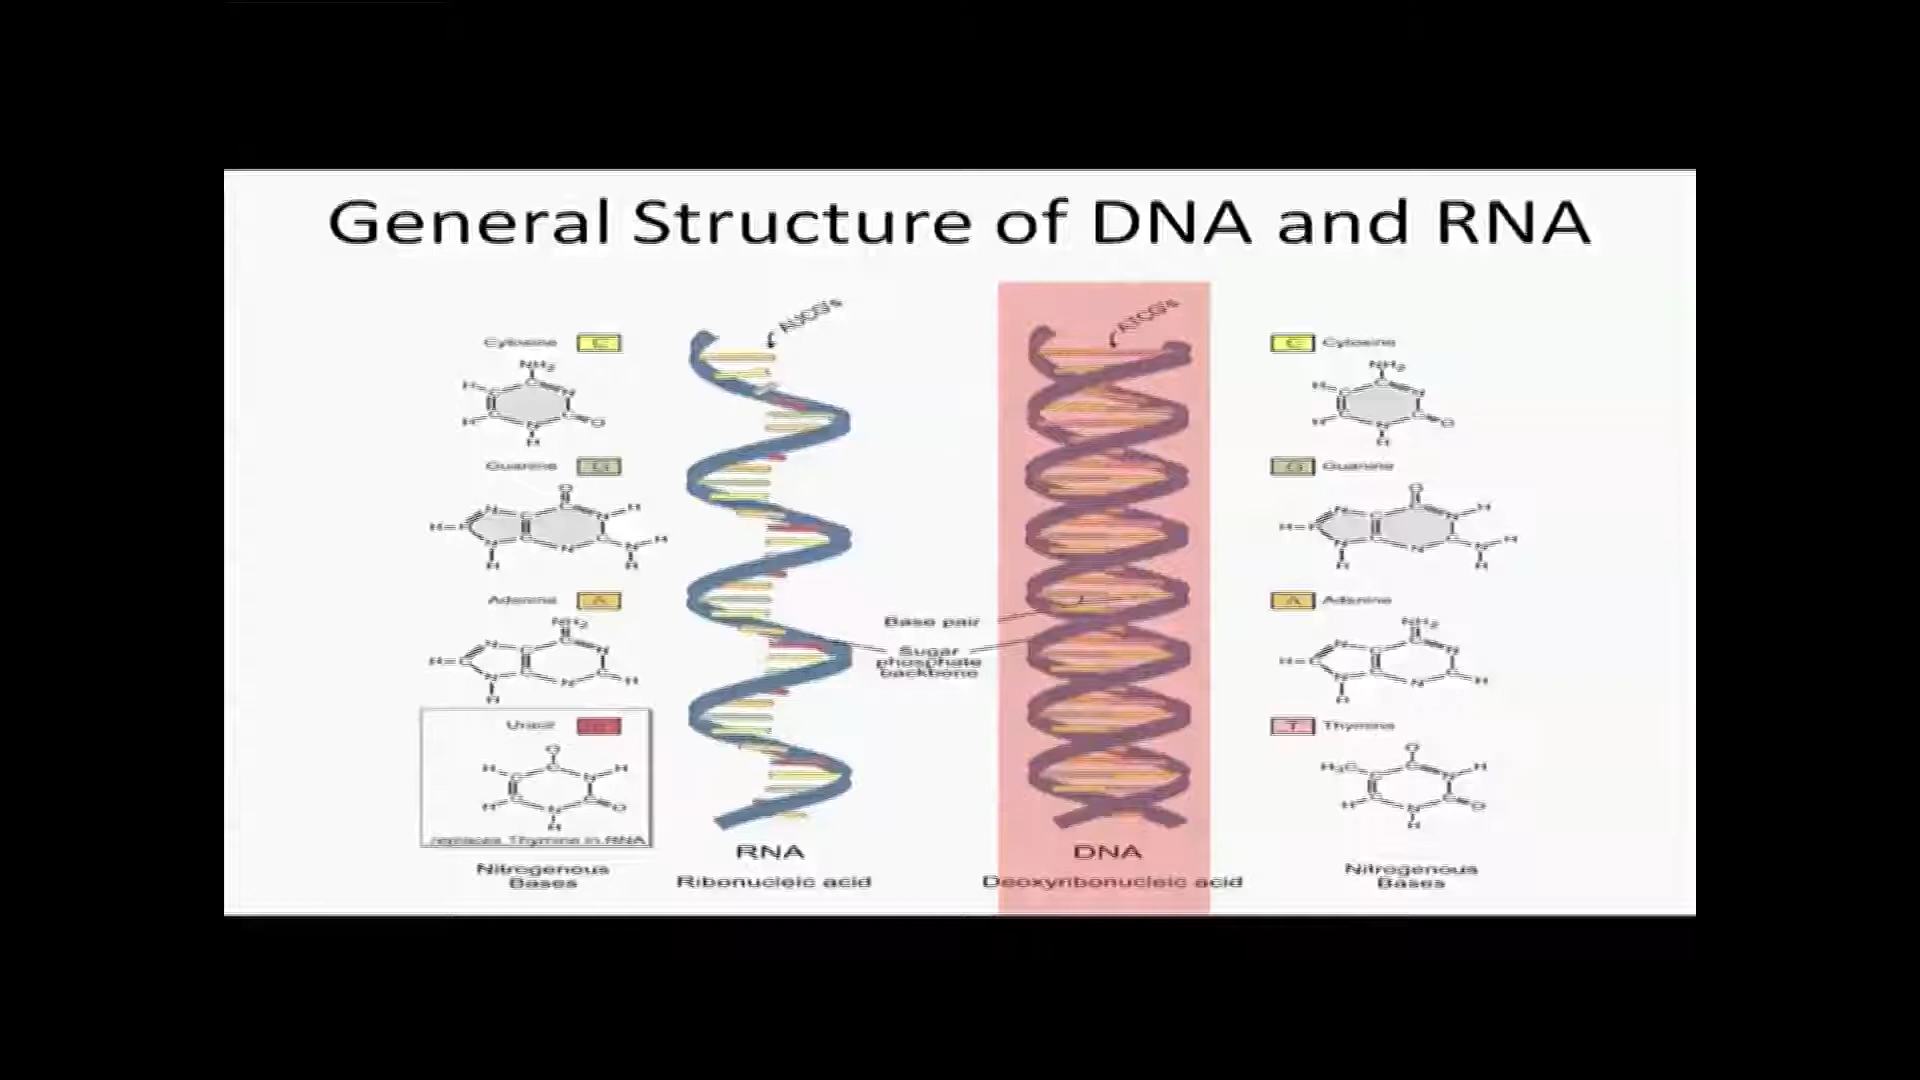 General Structure of DNA and RNA
AUCG's
ATCG's
Cytosine C
NH₂
C Cytosine
NH₂
Guanine G
G Guanine
Adenine A
NH₂
A Adenine
NH₂
Base pair
Sugar
phosphate
backbone
Uracil
replaces Thymine in RNA
T Thymine
H₃C
Nitrogenous
Bases
RNA
Ribonucleic acid
DNA
Deoxyribonucleic acid
Nitrogenous
Bases